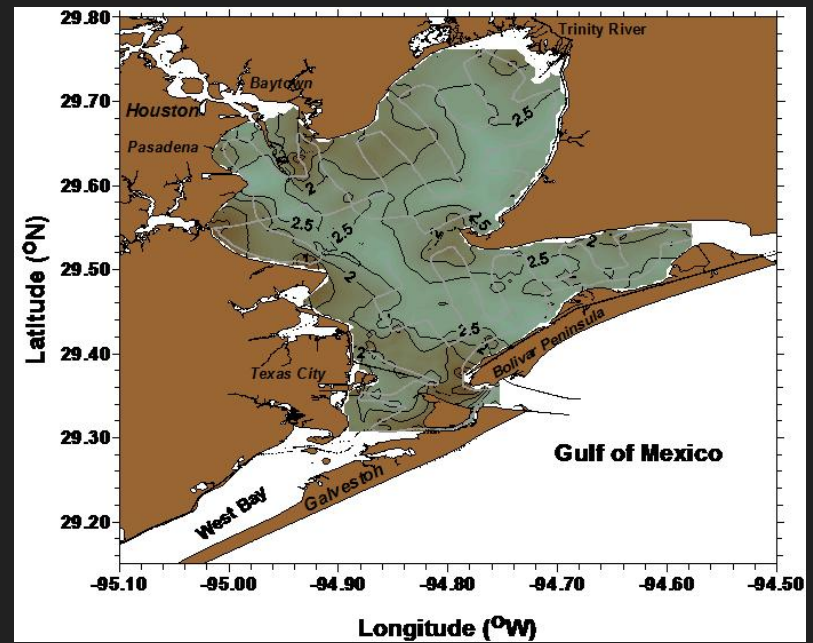 29.80
29.70
29.60
29.50
29.40
29.30
29.20
Latitude (ON)
-95.10
-95.00
-94.90
-94.80
-94.70
-94.60
-94.50
Longitude (OW)
Trinity River
Baytown
Houston
Pasadena
2.5
2
2.5
2.5
2.5
2
2.5
2
2.5
2
Texas City
Bolivar Peninsula
Gulf of Mexico
Galveston
West Bay